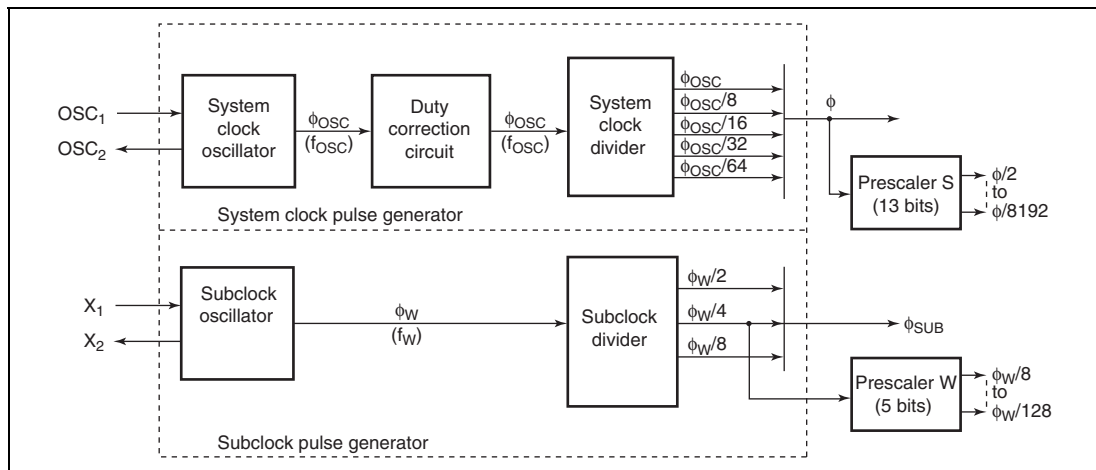 OSC1
OSC2
System
clock
oscillator
ϕOSC
(fOSC)
Duty
correction
circuit
ϕOSC
(fOSC)
System
clock
divider
ϕOSC
ϕOSC/8
ϕOSC/16
ϕOSC/32
ϕOSC/64
ϕ
Prescaler S
(13 bits)
ϕ/2
to
ϕ/8192
System clock pulse generator
X1
X2
Subclock
oscillator
ϕW
(fW)
Subclock
divider
ϕW/2
ϕW/4
ϕW/8
ϕSUB
Prescaler W
(5 bits)
ϕW/8
to
ϕW/128
Subclock pulse generator